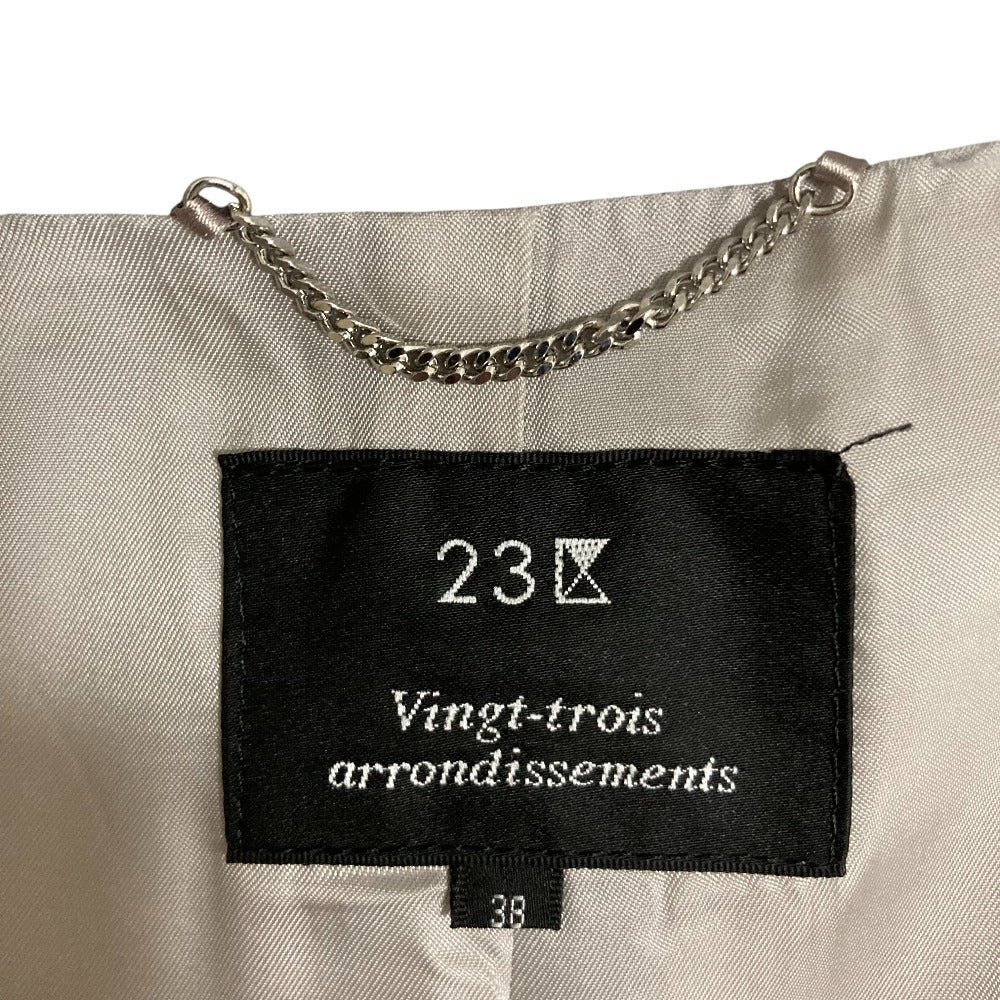 23区
Vingt-trois
arrondissements
38